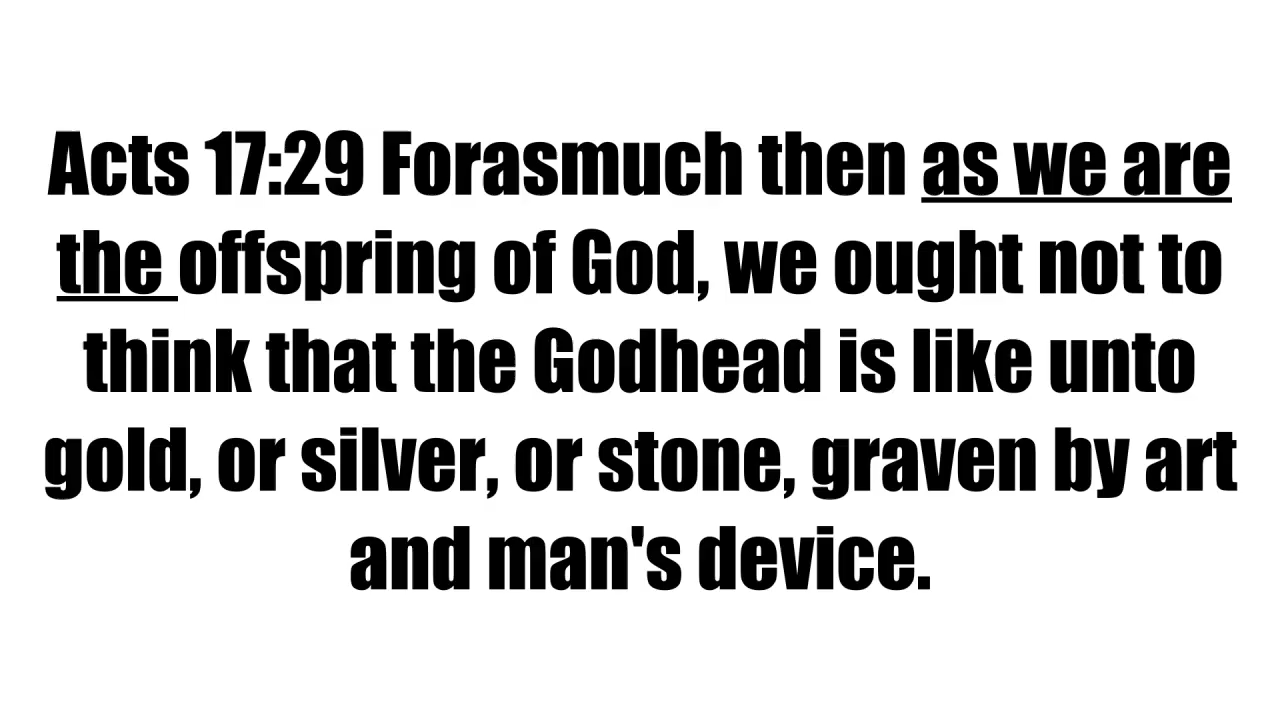 Acts 17:29 Forasmuch then as we are
the offspring of God, we ought not to
think that the Godhead is like unto
gold, or silver, or stone, graven by art
and man's device.